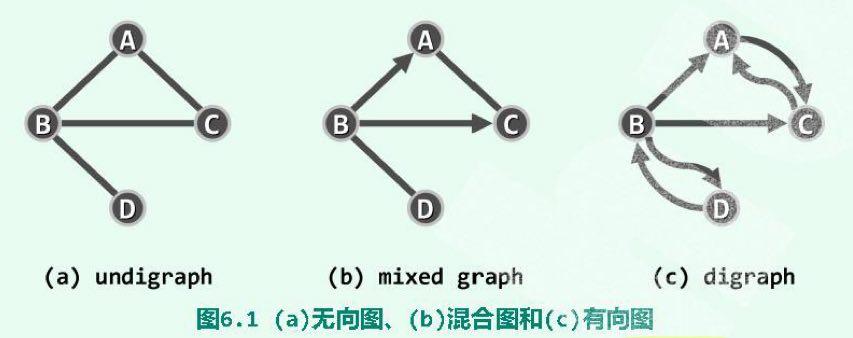 A A A
B C B C B C
D D D
(a) undigraph (b) mixed graph (c) digraph
图6.1 (a)无向图、(b)混合图和(c)有向图